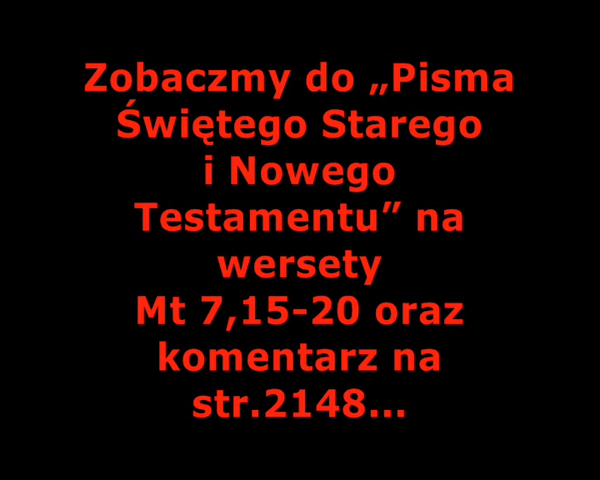 Zobaczmy do „Pisma
Świętego Starego
i Nowego
Testamentu” na
wersety
Mt 7,15-20 oraz
komentarz na
str.2148...